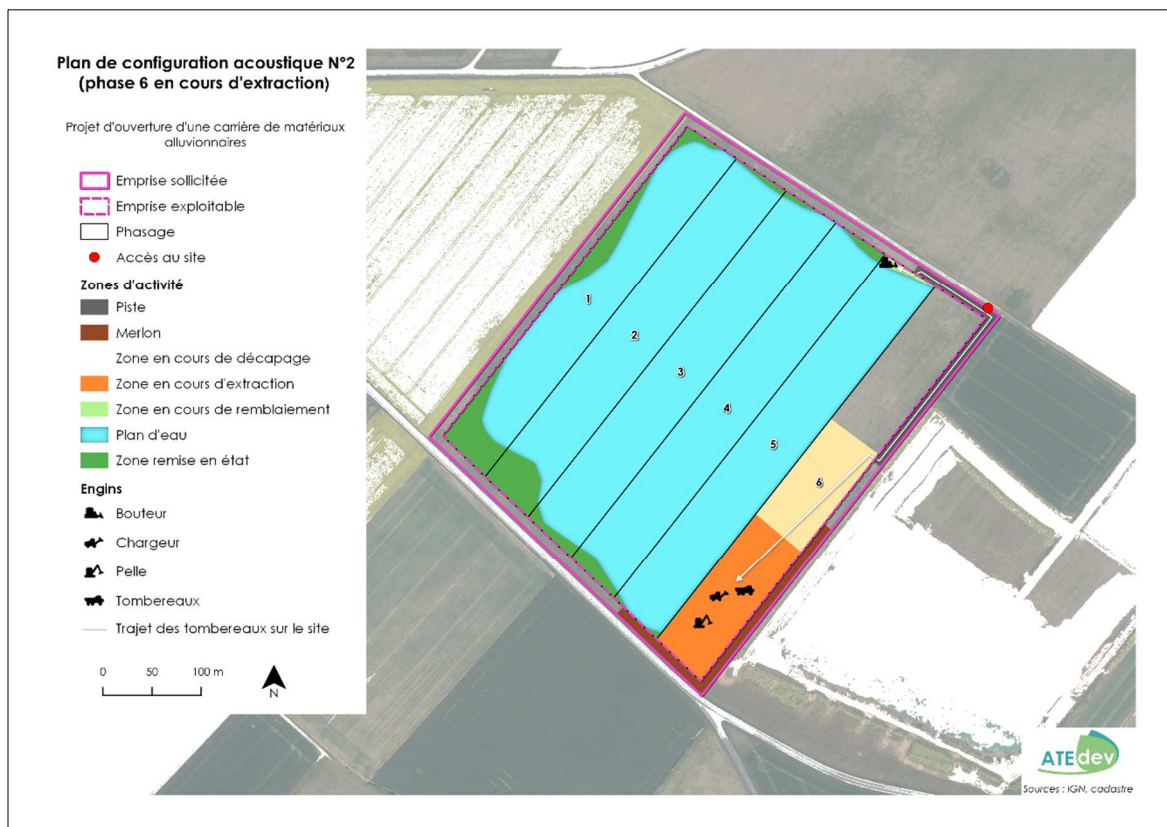 Plan de configuration acoustique N°2
(phase 6 en cours d'extraction)
Projet d'ouverture d'une carrière de matériaux
alluvionnaires
Emprise sollicitée
Emprise exploitable
Phasage
Accès au site
Zones d'activité
Piste
Merlon
Zone en cours de décapage
Zone en cours d'extraction
Zone en cours de remblaiement
Plan d'eau
Zone remise en état
Engins
Bouteur
Chargeur
Pelle
Tombereaux
Trajet des tombereaux sur le site
0 50 100 m
N
1
2
3
4
5
6
ATEdev
Sources : IGN, cadastre